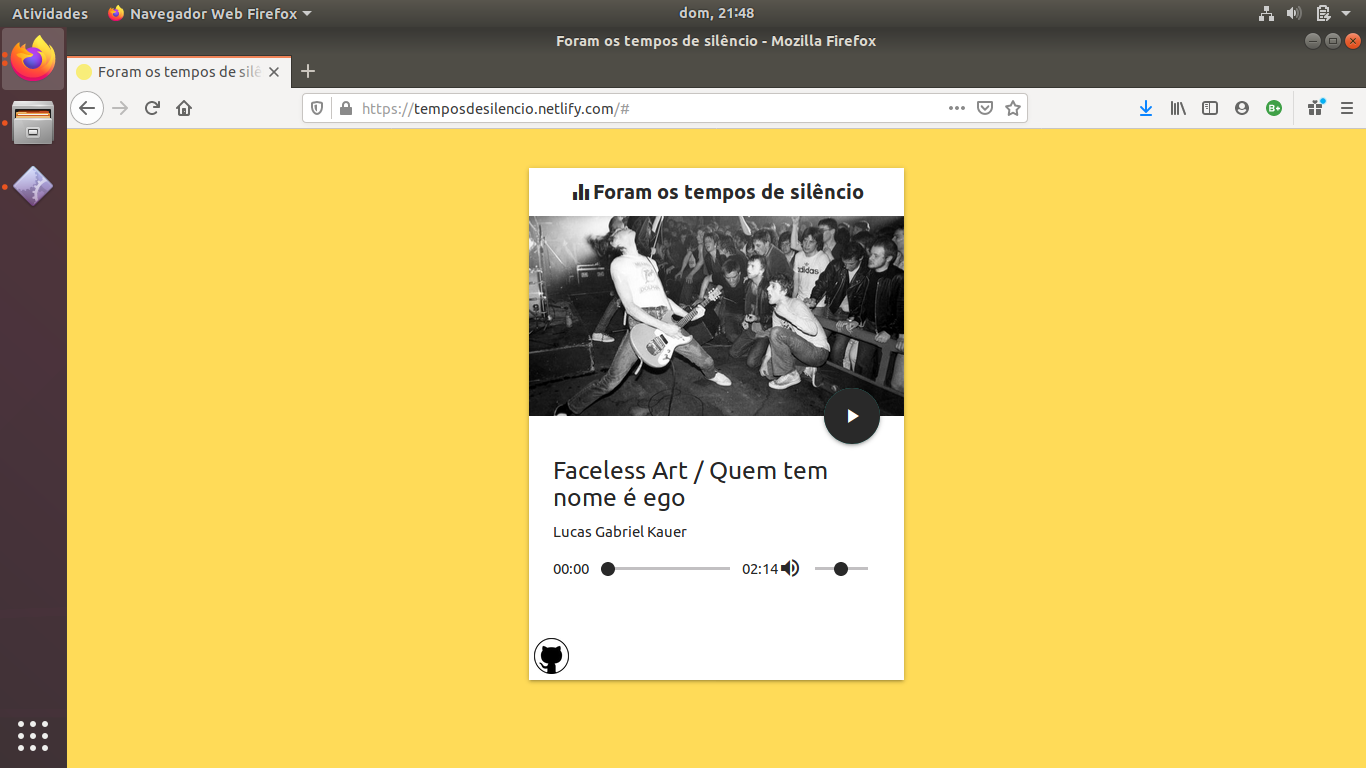 Atividades
Navegador Web Firefox
dom, 21:48
Foram os tempos de silêncio - Mozilla Firefox
Foram os tempos de silê
https://temposdesilencio.netlify.com/#
B+
Foram os tempos de silêncio
adidas
Faceless Art / Quem tem
nome é ego
Lucas Gabriel Kauer
00:00
02:14